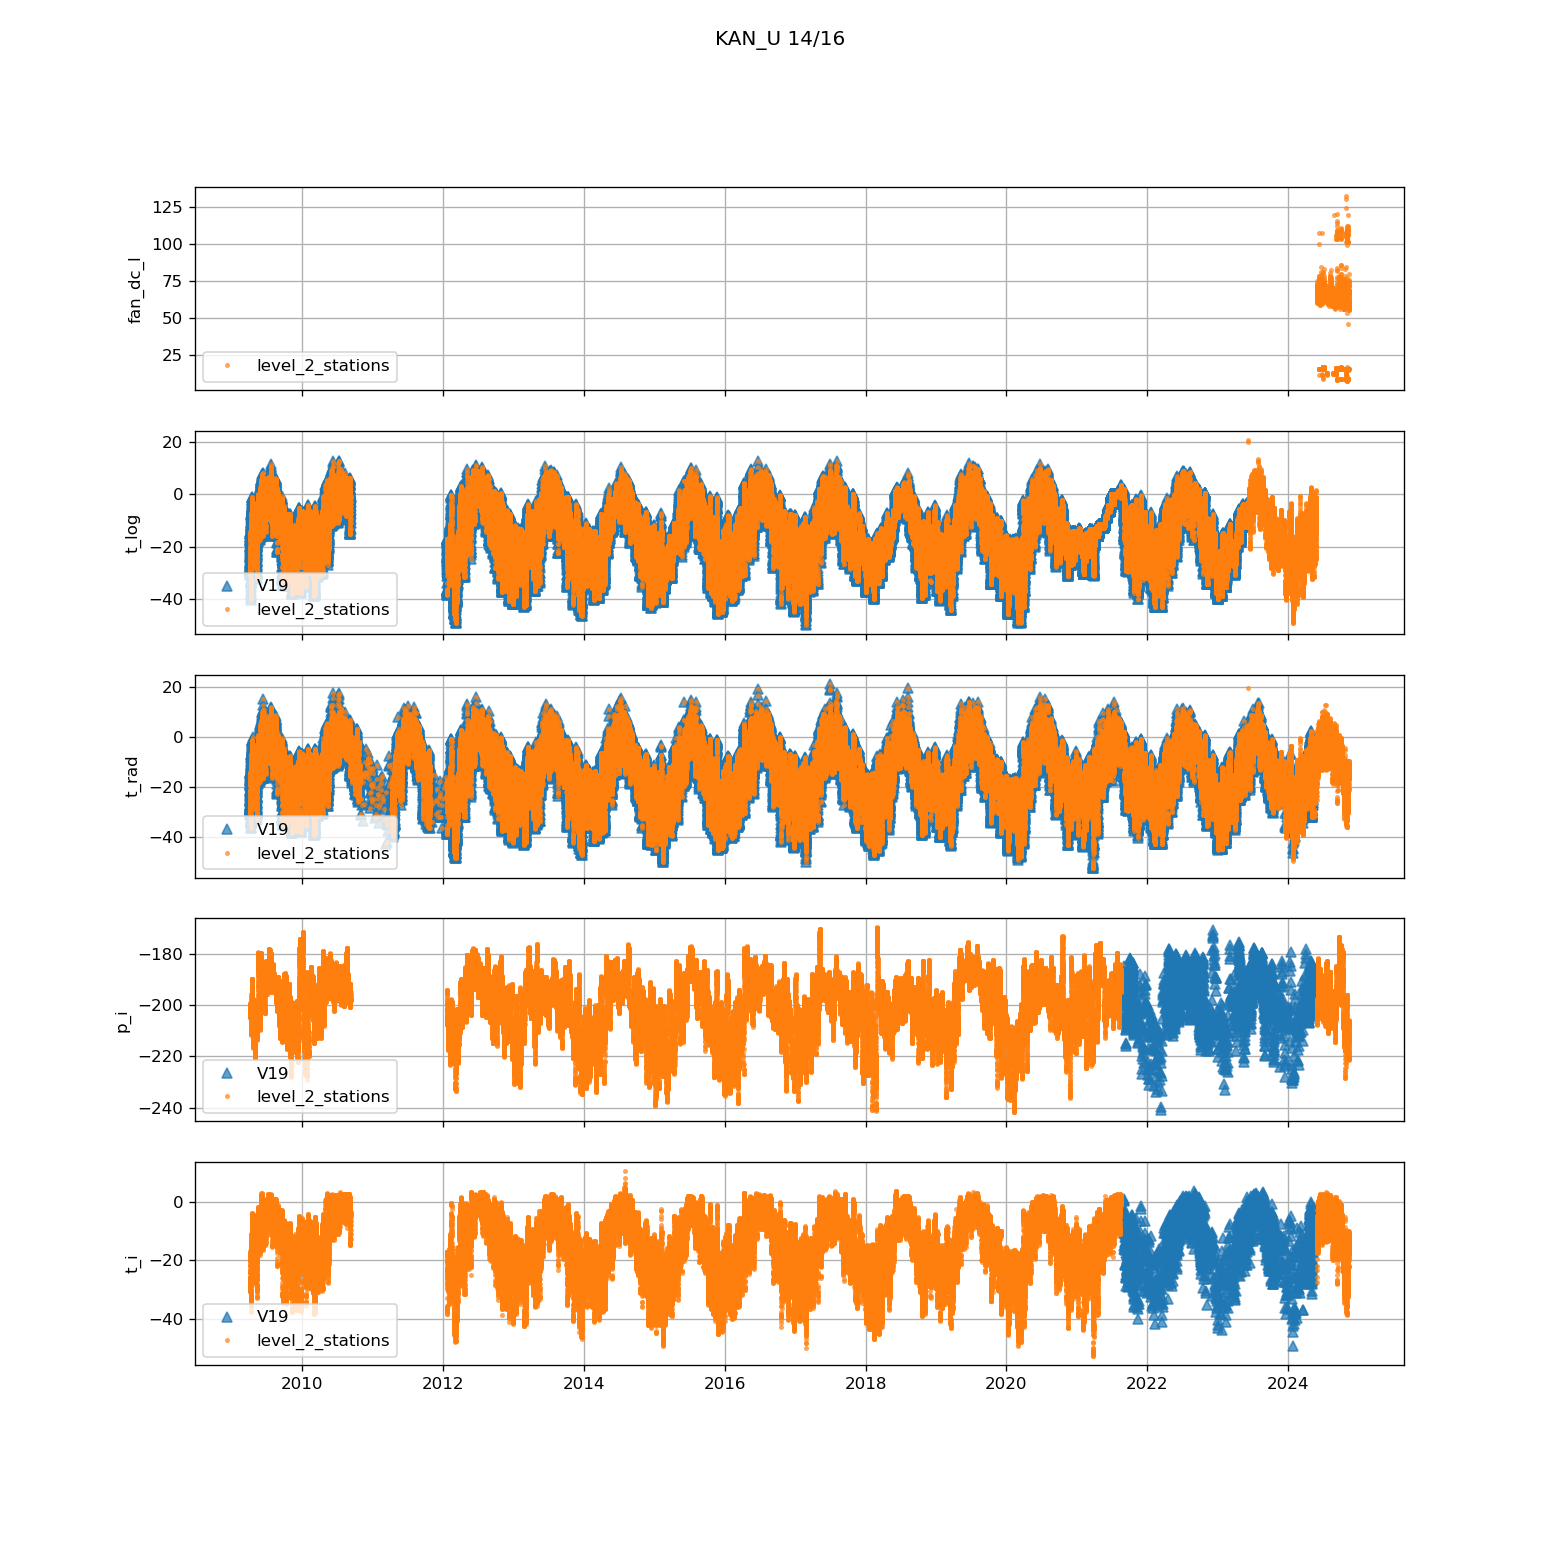 KAN_U 14/16
125
100
75
50
25
fan_dc_l
level_2_stations
20
0
−20
−40
t_log
V19
level_2_stations
20
0
−20
−40
t_rad
V19
level_2_stations
−180
−200
−220
−240
p_i
V19
level_2_stations
0
−20
−40
t_i
V19
level_2_stations
2010 2012 2014 2016 2018 2020 2022 2024